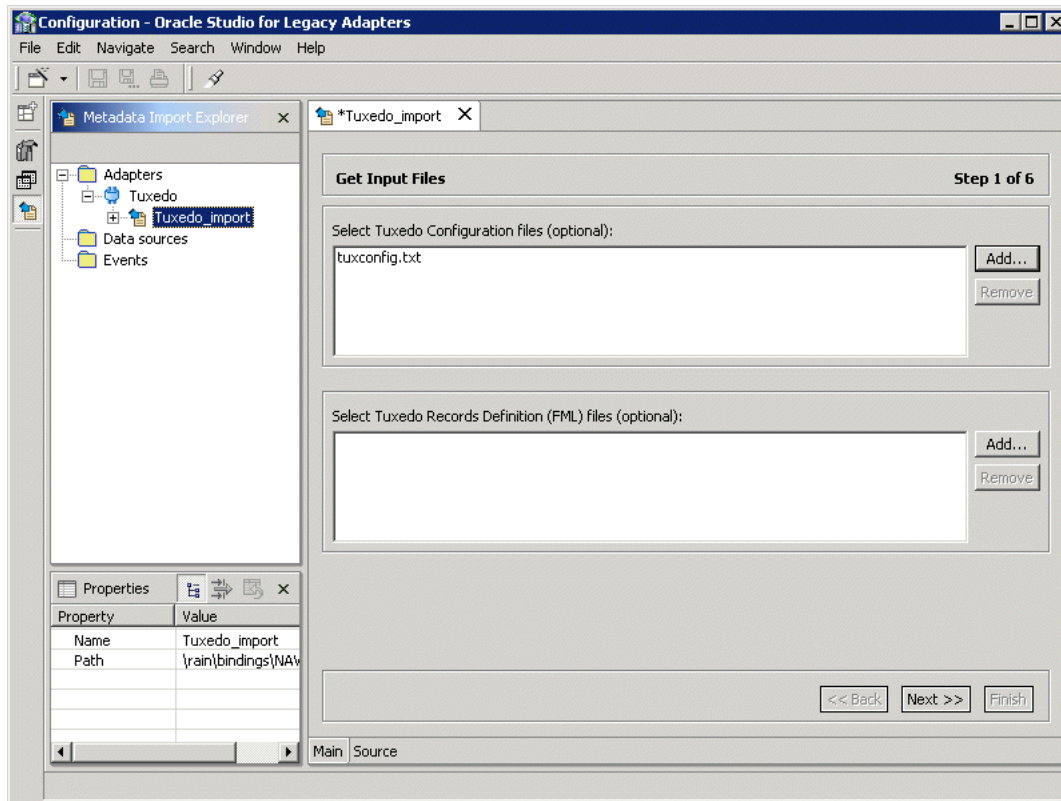 Configuration - Oracle Studio for Legacy Adapters
File Edit Navigate Search Window Help
Metadata Import Explorer
*Tuxedo_import
Adapters
Tuxedo
Tuxedo_import
Data sources
Events
Get Input Files Step 1 of 6
Select Tuxedo Configuration files (optional):
tuxconfig.txt
Add...
Remove
Select Tuxedo Records Definition (FML) files (optional):
Add...
Remove
Properties
Property Value
Name Tuxedo_import
Path \rain\bindings\NAV
<< Back Next >> Finish
Main Source